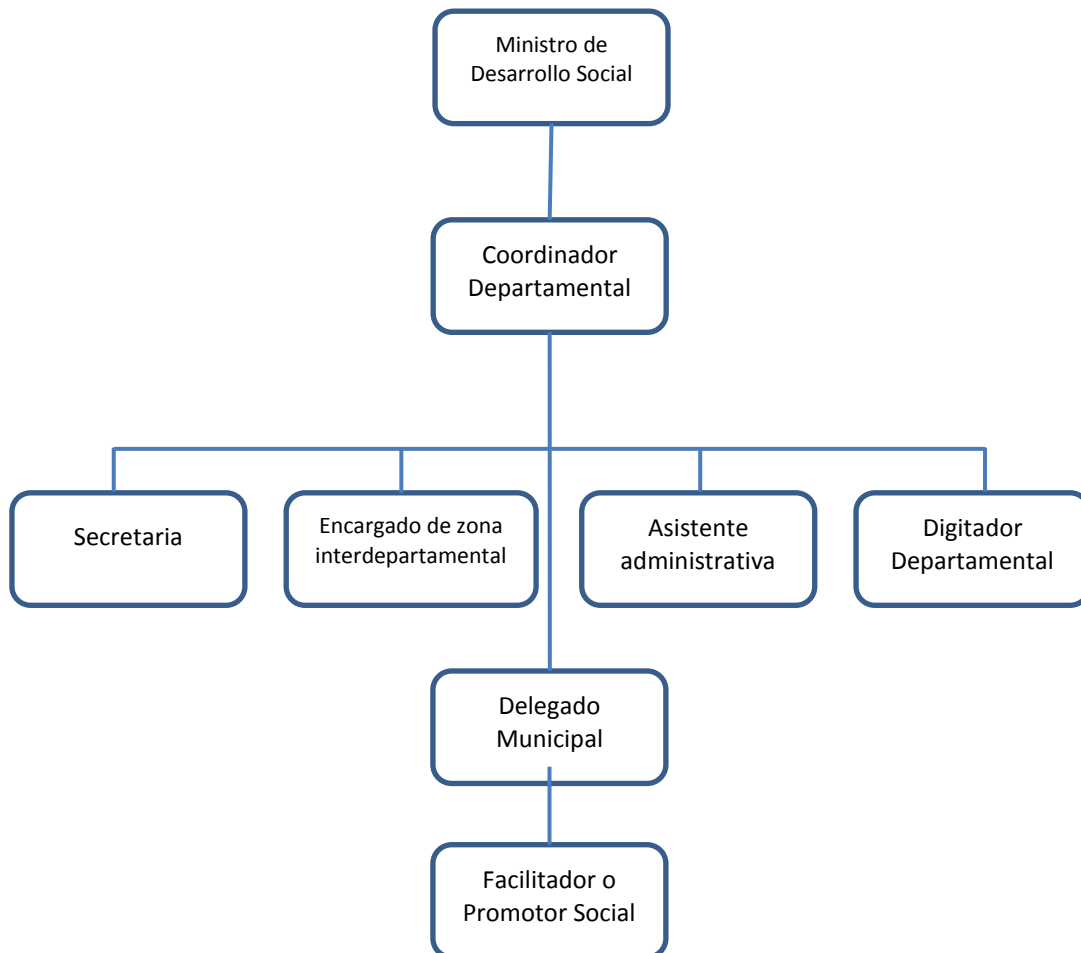 Ministro de
Desarrollo Social
Coordinador
Departamental
Secretaria
Encargado de zona
interdepartamental
Asistente
administrativa
Digitador
Departamental
Delegado
Municipal
Facilitador o
Promotor Social